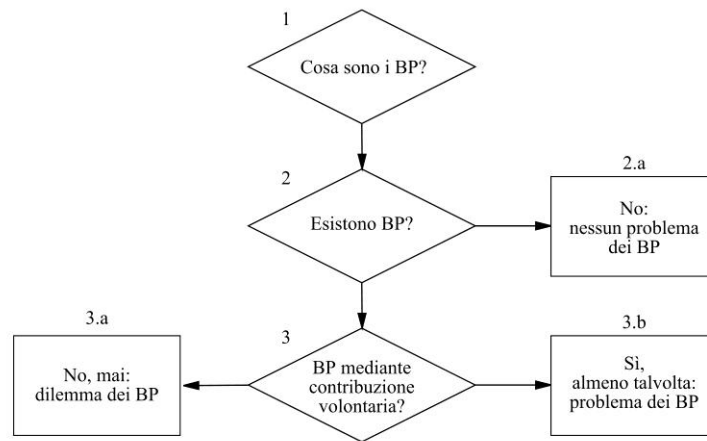 1
Cosa sono i BP?
2
Esistono BP?
2.a
No:
nessun problema
dei BP
3.a
No, mai:
dilemma dei BP
3
BP mediante
contribuzione
volontaria?
3.b
Sì,
almeno talvolta:
problema dei BP